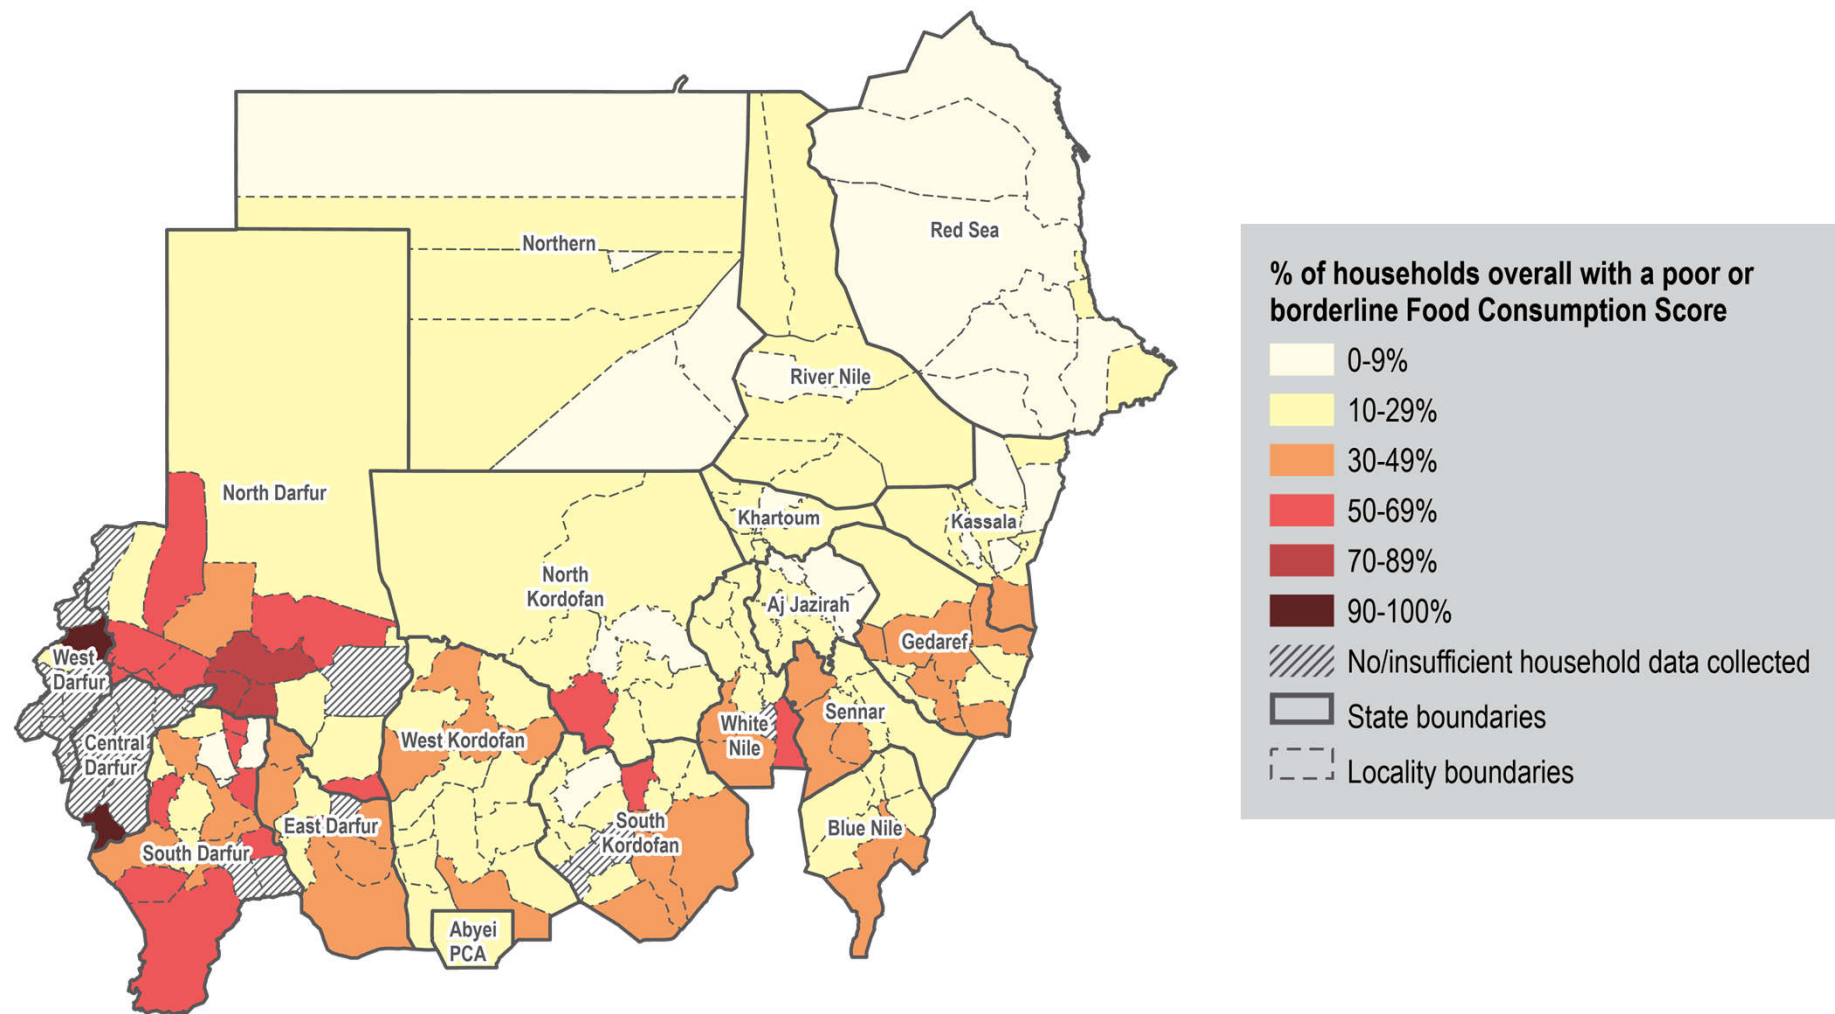 Red Sea
Northern
River Nile
North Darfur
Khartoum
Kassala
North
Kordofan
Aj Jazirah
Gedaref
West
Darfur
White
Nile
Sennar
Central
Darfur
West Kordofan
East Darfur
South
Kordofan
Blue Nile
South Darfur
Abyei
PCA
% of households overall with a poor or
borderline Food Consumption Score
0-9%
10-29%
30-49%
50-69%
70-89%
90-100%
No/insufficient household data collected
State boundaries
Locality boundaries